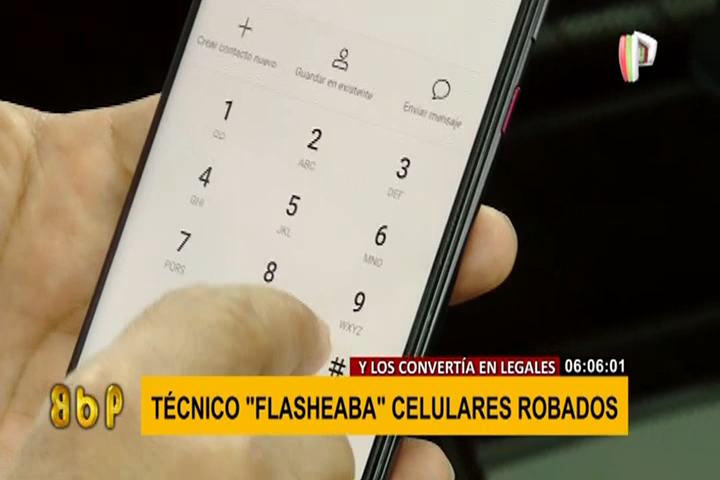 Crear contacto nuevo
Guardar en existente
Enviar mensaje
1
2 ABC
3 DEF
4 GHI
5 JKL
6 MNO
7 PQRS
8
9 WXYZ
#
P
Y LOS CONVERTÍA EN LEGALES 06:06:01
BbP
TÉCNICO "FLASHEABA" CELULARES ROBADOS